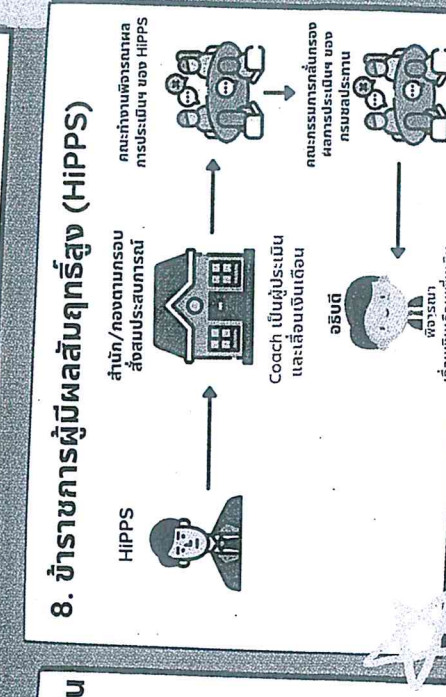 8. ข้าราชการผู้มีผลสัมฤทธิ์สูง (HiPPS)
HiPPS
สำนัก/กองตามกรอบ
สั่งสมประสบการณ์
Coach เป็นผู้ประเมิน
และเลื่อนเงินเดือน
คณะทำงานพิจารณาผล
การประเมินฯ ของ HiPPS
คณะกรรมการกลั่นกรอง
ผลการประเมินฯ ของ
กรมชลประทาน
อธิบดี
พิจารณา
น